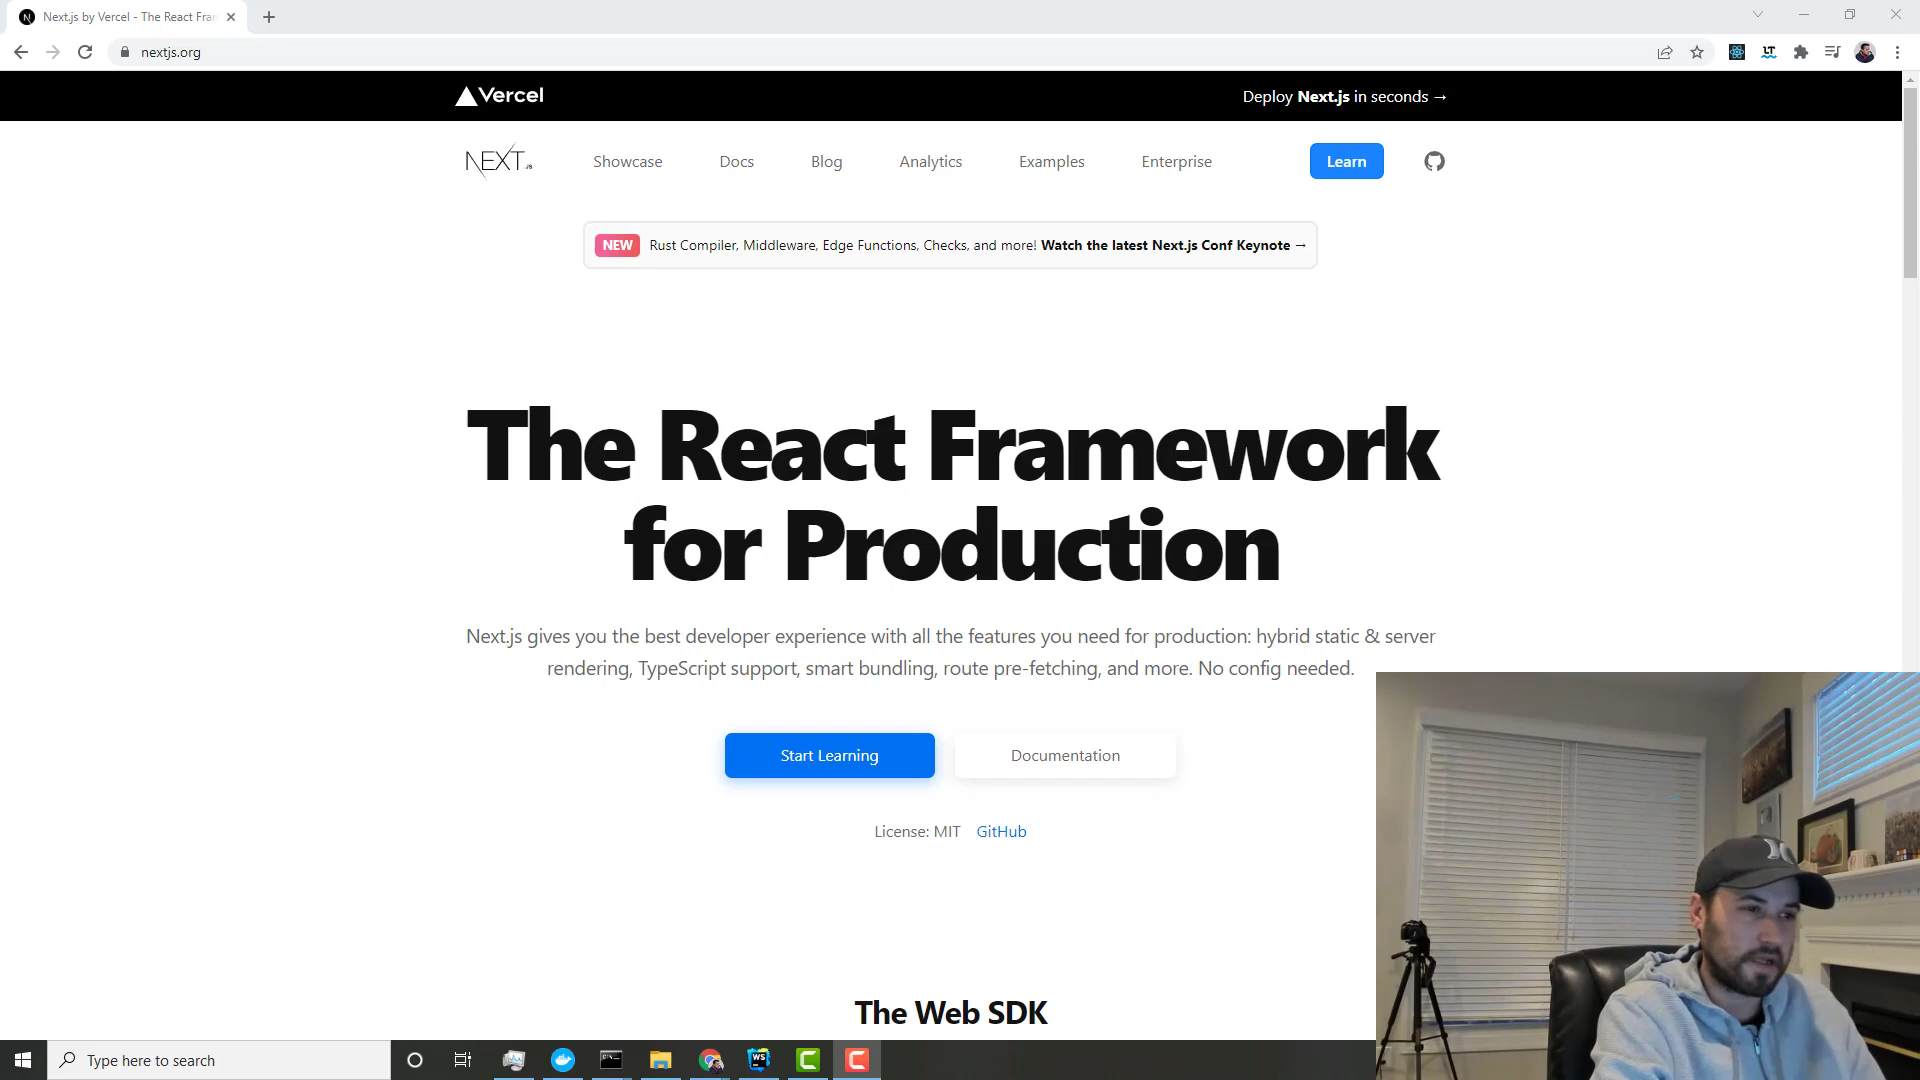 Next.js by Vercel - The React Fra
nextjs.org
LT
Vercel
Deploy Next.js in seconds →
NEXT.JS
Showcase
Docs
Blog
Analytics
Examples
Enterprise
Learn
NEW Rust Compiler, Middleware, Edge Functions, Checks, and more! Watch the latest Next.js Conf Keynote →
The React Framework
for Production
Next.js gives you the best developer experience with all the features you need for production: hybrid static & server
rendering, TypeScript support, smart bundling, route pre-fetching, and more. No config needed.
Start Learning
Documentation
License: MIT GitHub
The Web SDK
Type here to search
WS